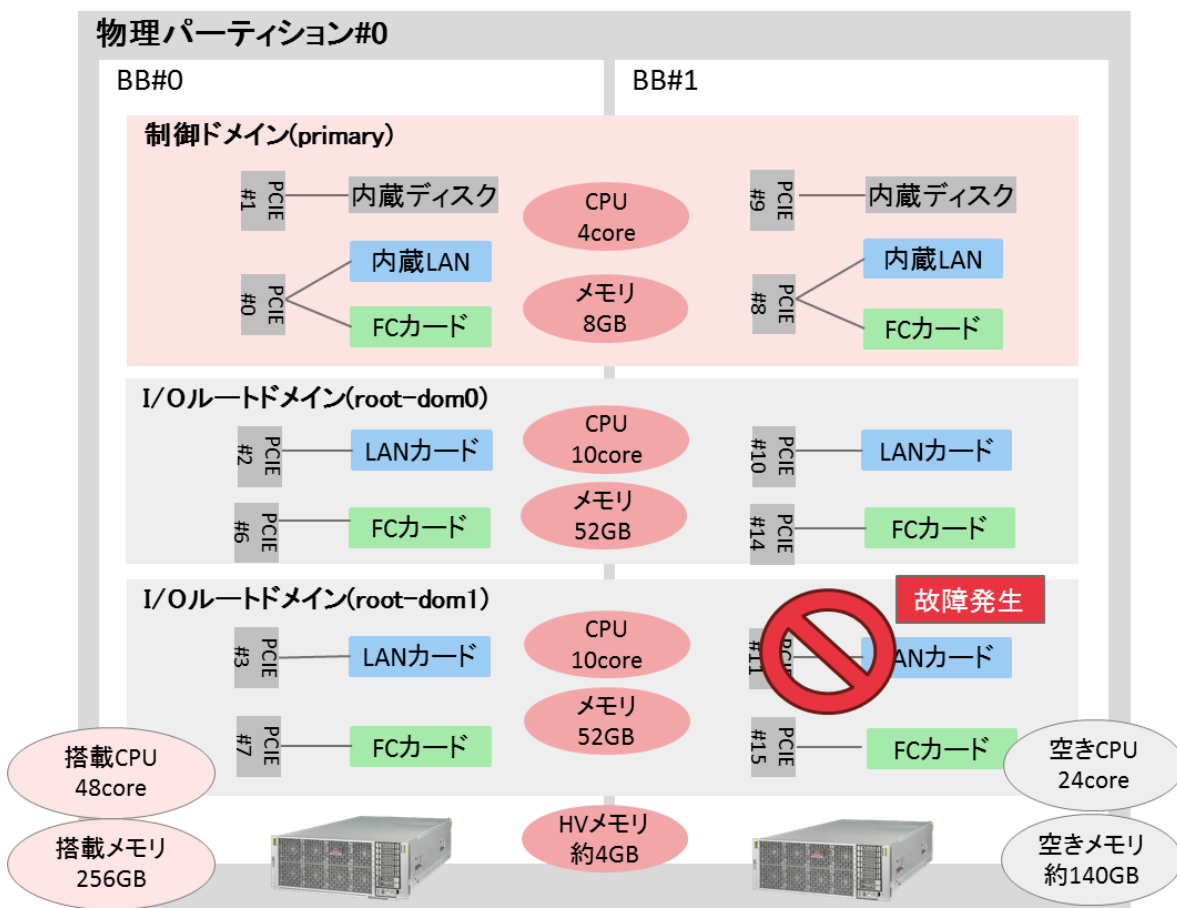 物理パーティション#0
BB#0
BB#1
制御ドメイン(primary)
PCIE
#1
内蔵ディスク
CPU
4core
PCIE
#9
内蔵ディスク
PCIE
#0
内蔵LAN
FCカード
メモリ
8GB
PCIE
#8
内蔵LAN
FCカード
I/Oルートドメイン(root-dom0)
PCIE
#2
LANカード
CPU
10core
PCIE
#10
LANカード
PCIE
#6
FCカード
メモリ
52GB
PCIE
#14
FCカード
I/Oルートドメイン(root-dom1)
故障発生
PCIE
#3
LANカード
CPU
10core
#11
ANカード
PCIE
#7
FCカード
メモリ
52GB
PCIE
#15
FCカード
搭載CPU
48core
空きCPU
24core
搭載メモリ
256GB
HVメモリ
約4GB
空きメモリ
約140GB